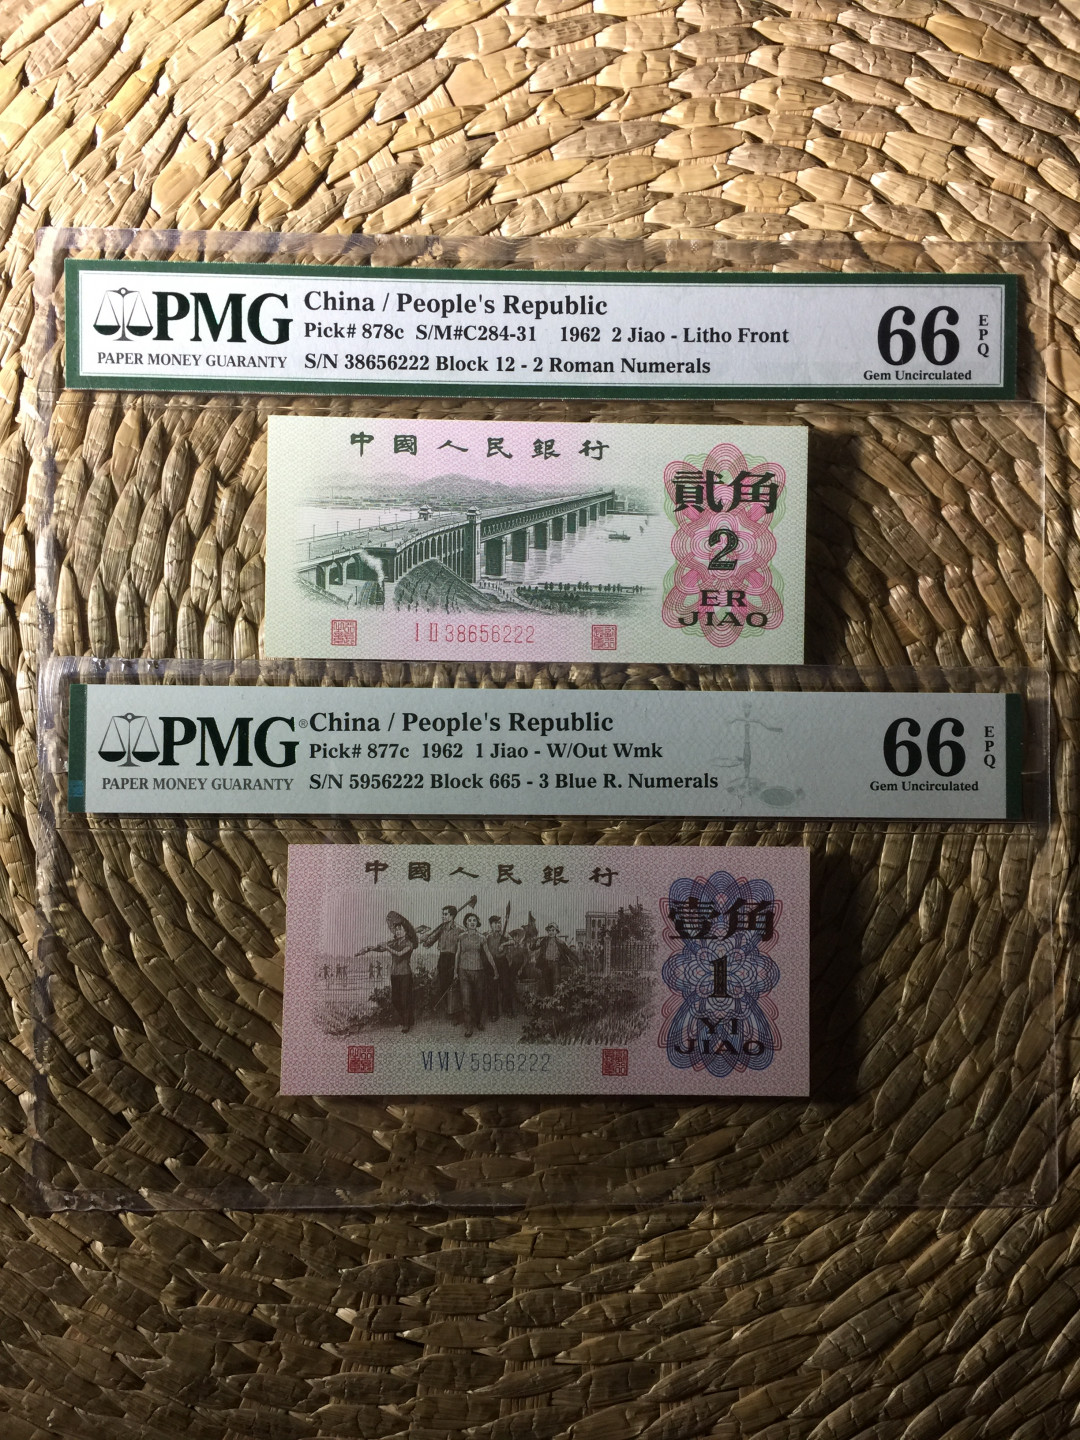 PMG
PAPER MONEY GUARANTY
China / People's Republic
Pick# 878c S/M#C284-31 1962 2 Jiao - Litho Front
S/N 38656222 Block 12 - 2 Roman Numerals
66
EPQ
Gem Uncirculated
中國人民銀行
貳角
2
ER
JIAO
I II 38656222
PMG®
PAPER MONEY GUARANTY
China / People's Republic
Pick# 877c 1962 1 Jiao - W/Out Wmk
S/N 5956222 Block 665 - 3 Blue R. Numerals
66
EPQ
Gem Uncirculated
中國人民銀行
壹角
1
YI
JIAO
VI VI V 5956222